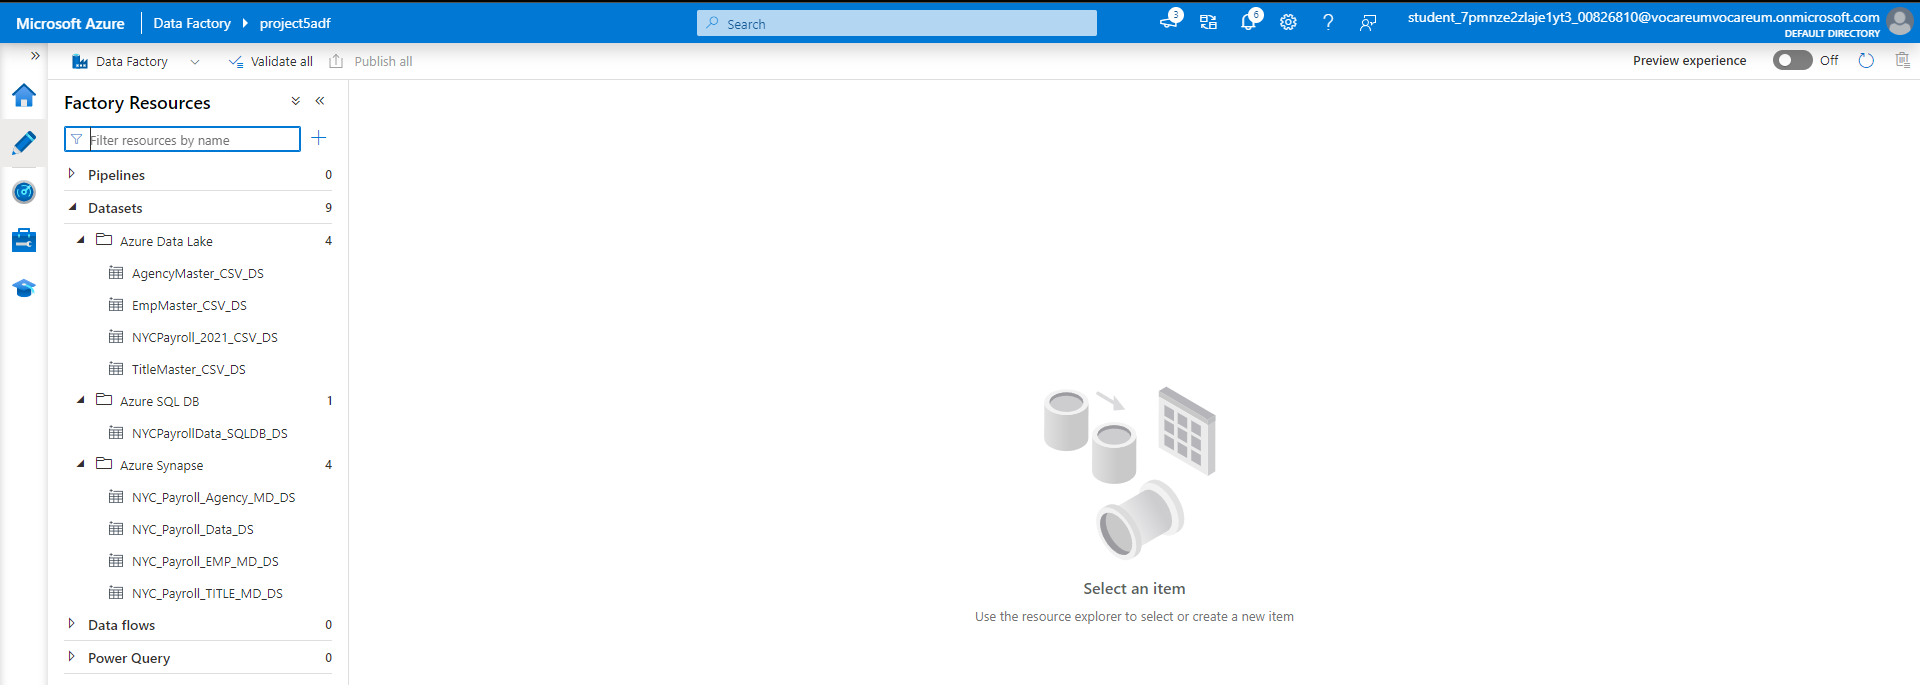 Microsoft Azure
Data Factory
project5adf
Search
3
6
student_7pmnze2zlaje1yt3_00826810@vocareumvocareum.onmicrosoft.com
DEFAULT DIRECTORY
Data Factory
Validate all
Publish all
Preview experience
Off
Factory Resources
Filter resources by name
Pipelines 0
Datasets 9
Azure Data Lake 4
AgencyMaster_CSV_DS
EmpMaster_CSV_DS
NYCPayroll_2021_CSV_DS
TitleMaster_CSV_DS
Azure SQL DB 1
NYCPayrollData_SQLDB_DS
Azure Synapse 4
NYC_Payroll_Agency_MD_DS
NYC_Payroll_Data_DS
NYC_Payroll_EMP_MD_DS
NYC_Payroll_TITLE_MD_DS
Data flows 0
Power Query 0
Select an item
Use the resource explorer to select or create a new item